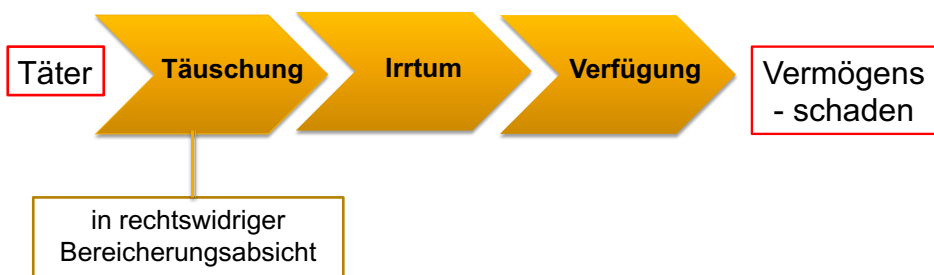 Täter
Täuschung
Irrtum
Verfügung
Vermögens
- schaden
in rechtswidriger
Bereicherungsabsicht